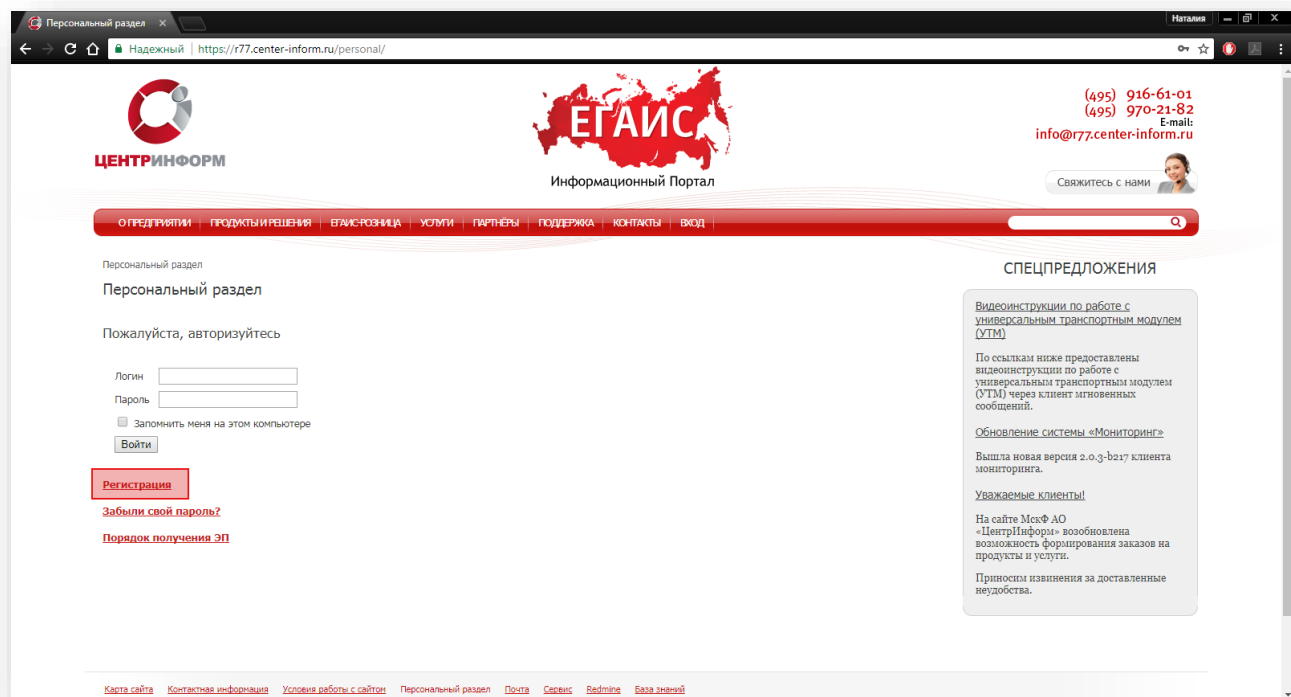 Персональный раздел
Наталия
Надежный
https://r77.center-inform.ru/personal/
ЦЕНТРИНФОРМ
ЕГАИС
Информационный Портал
(495) 916-61-01
(495) 970-21-82
E-mail:
info@r77.center-inform.ru
Свяжитесь с нами
О ПРЕДПРИЯТИИ ПРОДУКТЫ И РЕШЕНИЯ ЕГАИС-РОЗНИЦА УСЛУГИ ПАРТНЁРЫ ПОДДЕРЖКА КОНТАКТЫ ВХОД
Персональный раздел
Персональный раздел
Пожалуйста, авторизуйтесь
Логин
Пароль
Запомнить меня на этом компьютере
Войти
Регистрация
Забыли свой пароль?
Порядок получения ЭП
СПЕЦПРЕДЛОЖЕНИЯ
Видеоинструкции по работе с
универсальным транспортным модулем
(УТМ)
По ссылкам ниже предоставлены
видеоинструкции по работе с
универсальным транспортным модулем
(УТМ) через клиент мгновенных
сообщений.
Обновление системы «Мониторинг»
Вышла новая версия 2.0.3-b217 клиента
мониторинга.
Уважаемые клиенты!
На сайте МскФ АО
«ЦентрИнформ» возобновлена
возможность формирования заказов на
продукты и услуги.
Приносим извинения за доставленные
неудобства.
Карта сайта Контактная информация Условия работы с сайтом Персональный раздел Почта Сервис Redmine База знаний